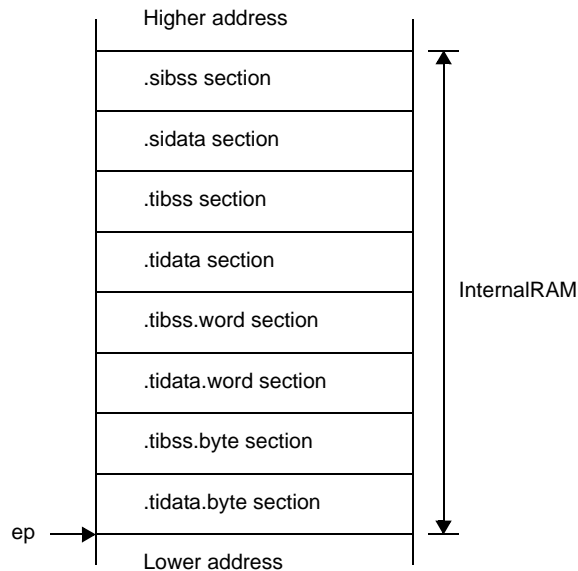 Higher address
.sibss section
.sidata section
.tibss section
.tidata section
InternalRAM
.tibss.word section
.tidata.word section
.tibss.byte section
.tidata.byte section
ep
Lower address